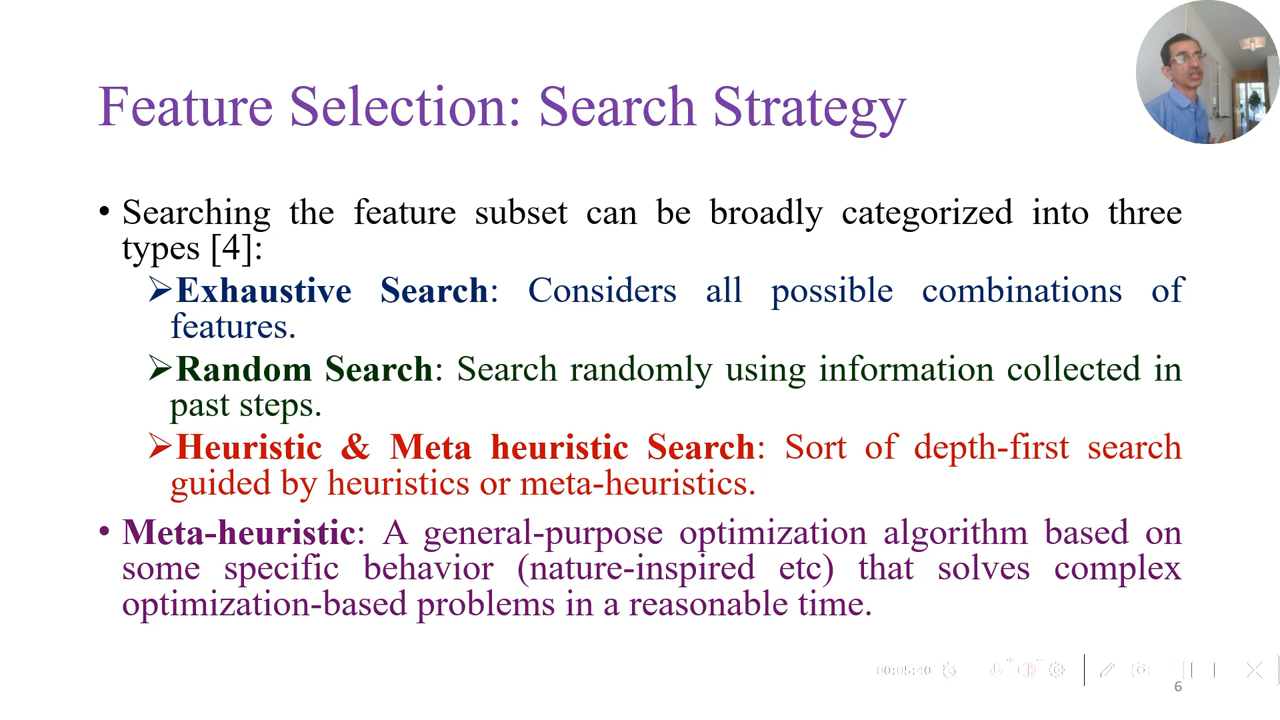 Feature Selection: Search Strategy
• Searching the feature subset can be broadly categorized into three
types [4]:
➢Exhaustive Search: Considers all possible combinations of
features.
➢Random Search: Search randomly using information collected in
past steps.
➢Heuristic & Meta heuristic Search: Sort of depth-first search
guided by heuristics or meta-heuristics.
• Meta-heuristic: A general-purpose optimization algorithm based on
some specific behavior (nature-inspired etc) that solves complex
optimization-based problems in a reasonable time.
00:05:40
6